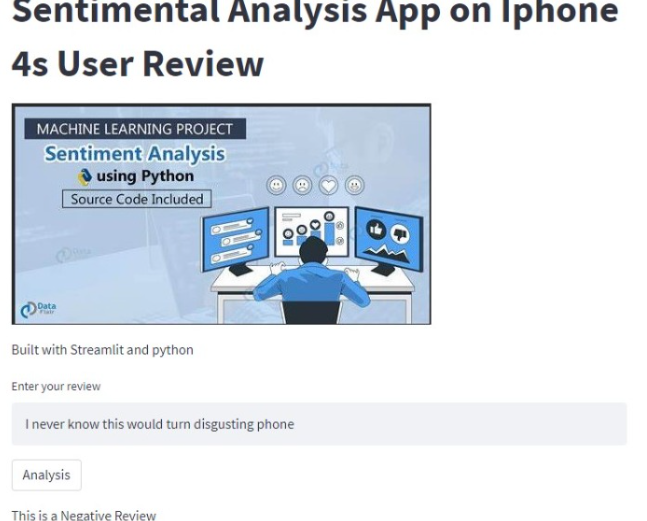 Sentimental Analysis App on Iphone
4s User Review
MACHINE LEARNING PROJECT
Sentiment Analysis
using Python
Source Code Included
Data
Flair
Built with Streamlit and python
Enter your review
I never know this would turn disgusting phone
Analysis
This is a Negative Review